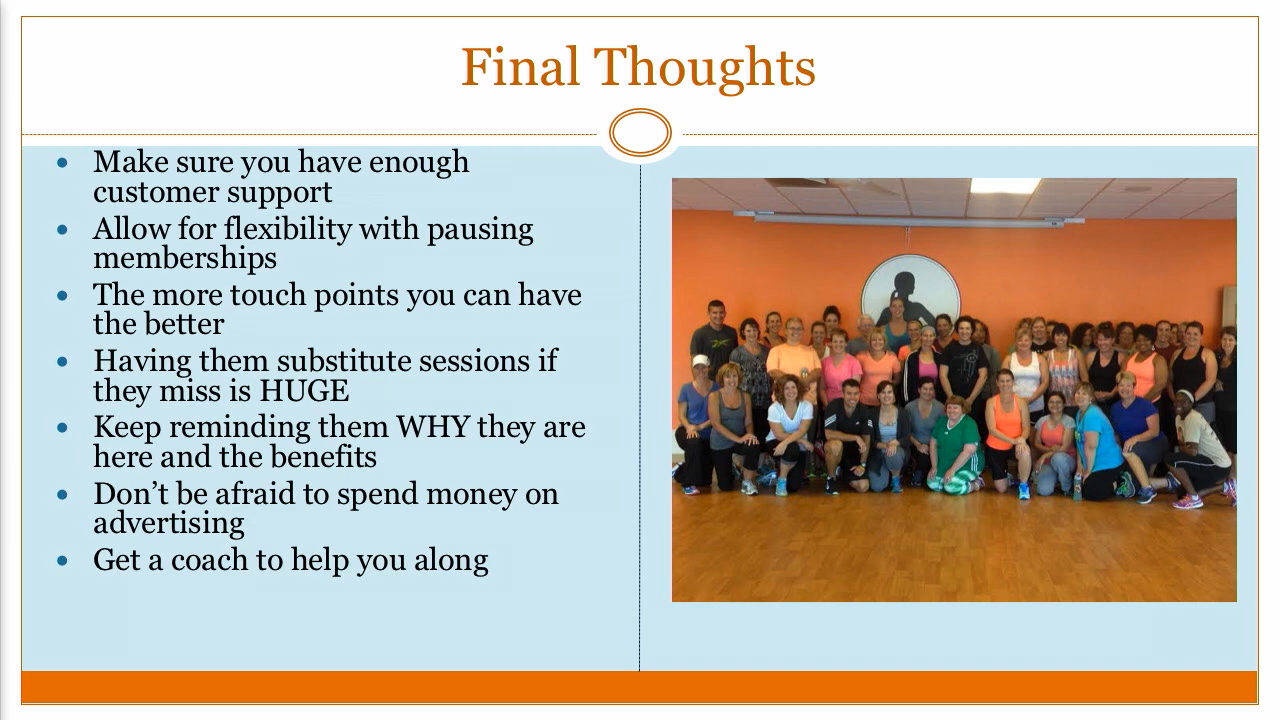 Final Thoughts
Make sure you have enough
customer support
Allow for flexibility with pausing
memberships
The more touch points you can have
the better
Having them substitute sessions if
they miss is HUGE
Keep reminding them WHY they are
here and the benefits
Don’t be afraid to spend money on
advertising
Get a coach to help you along